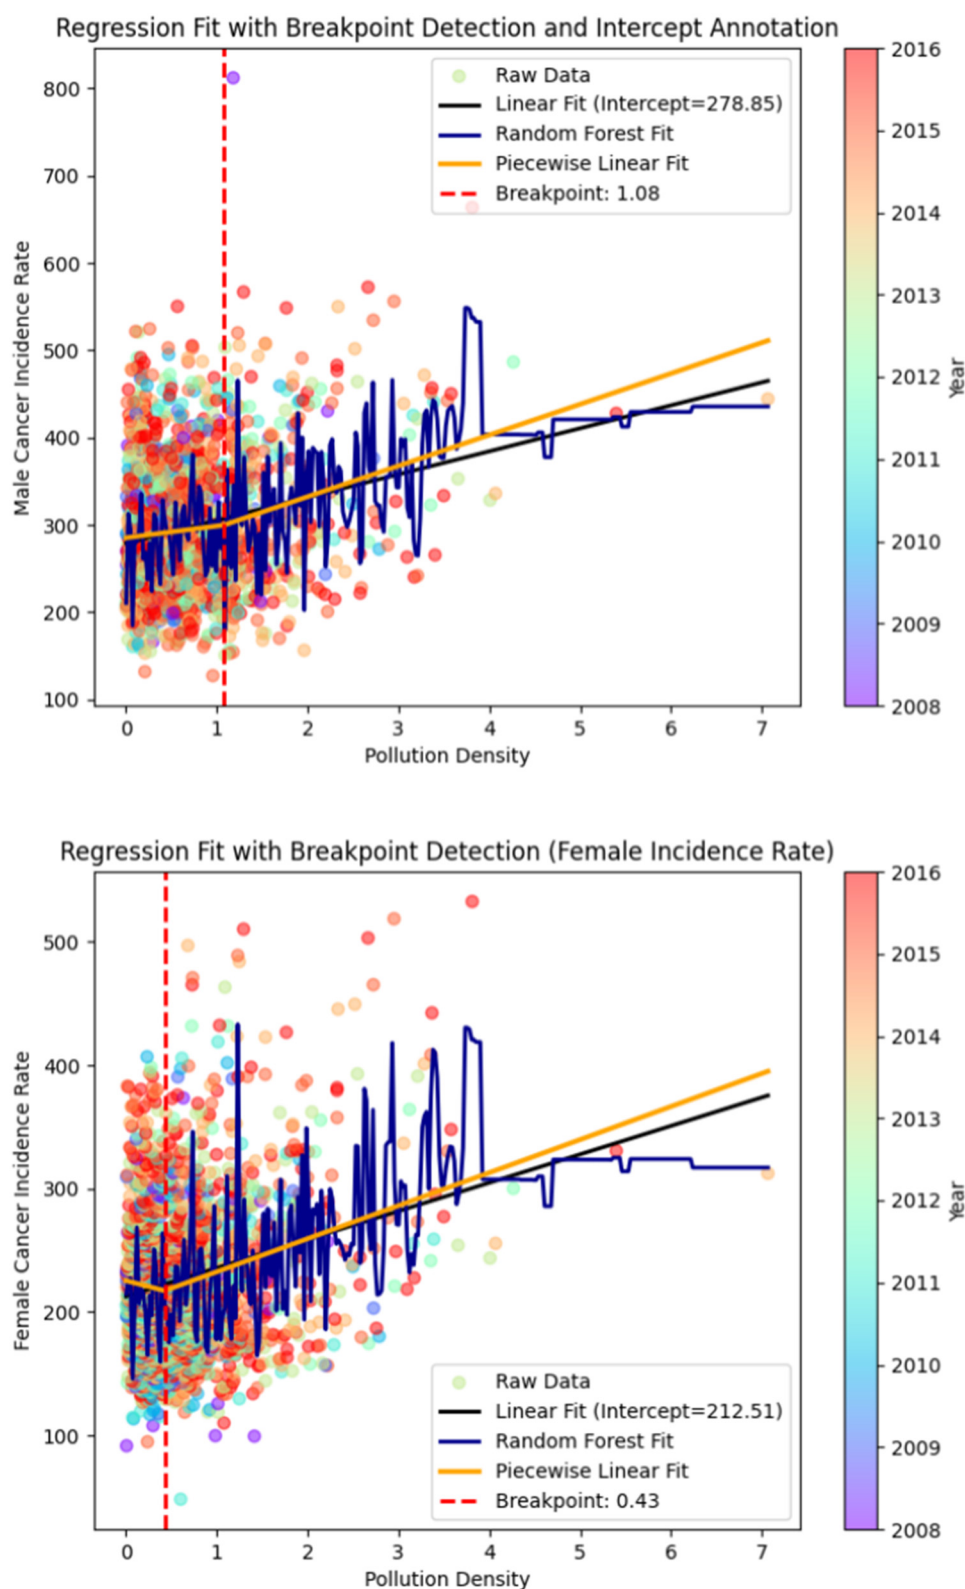 Regression Fit with Breakpoint Detection and Intercept Annotation
Male Cancer Incidence Rate
800
700
600
500
400
300
200
100
0 1 2 3 4 5 6 7
Pollution Density
Raw Data
Linear Fit (Intercept=278.85)
Random Forest Fit
Piecewise Linear Fit
Breakpoint: 1.08
2016
2015
2014
2013
2012
2011
2010
2009
2008
Year
Regression Fit with Breakpoint Detection (Female Incidence Rate)
Female Cancer Incidence Rate
500
400
300
200
100
0 1 2 3 4 5 6 7
Pollution Density
Raw Data
Linear Fit (Intercept=212.51)
Random Forest Fit
Piecewise Linear Fit
Breakpoint: 0.43
2016
2015
2014
2013
2012
2011
2010
2009
2008
Year